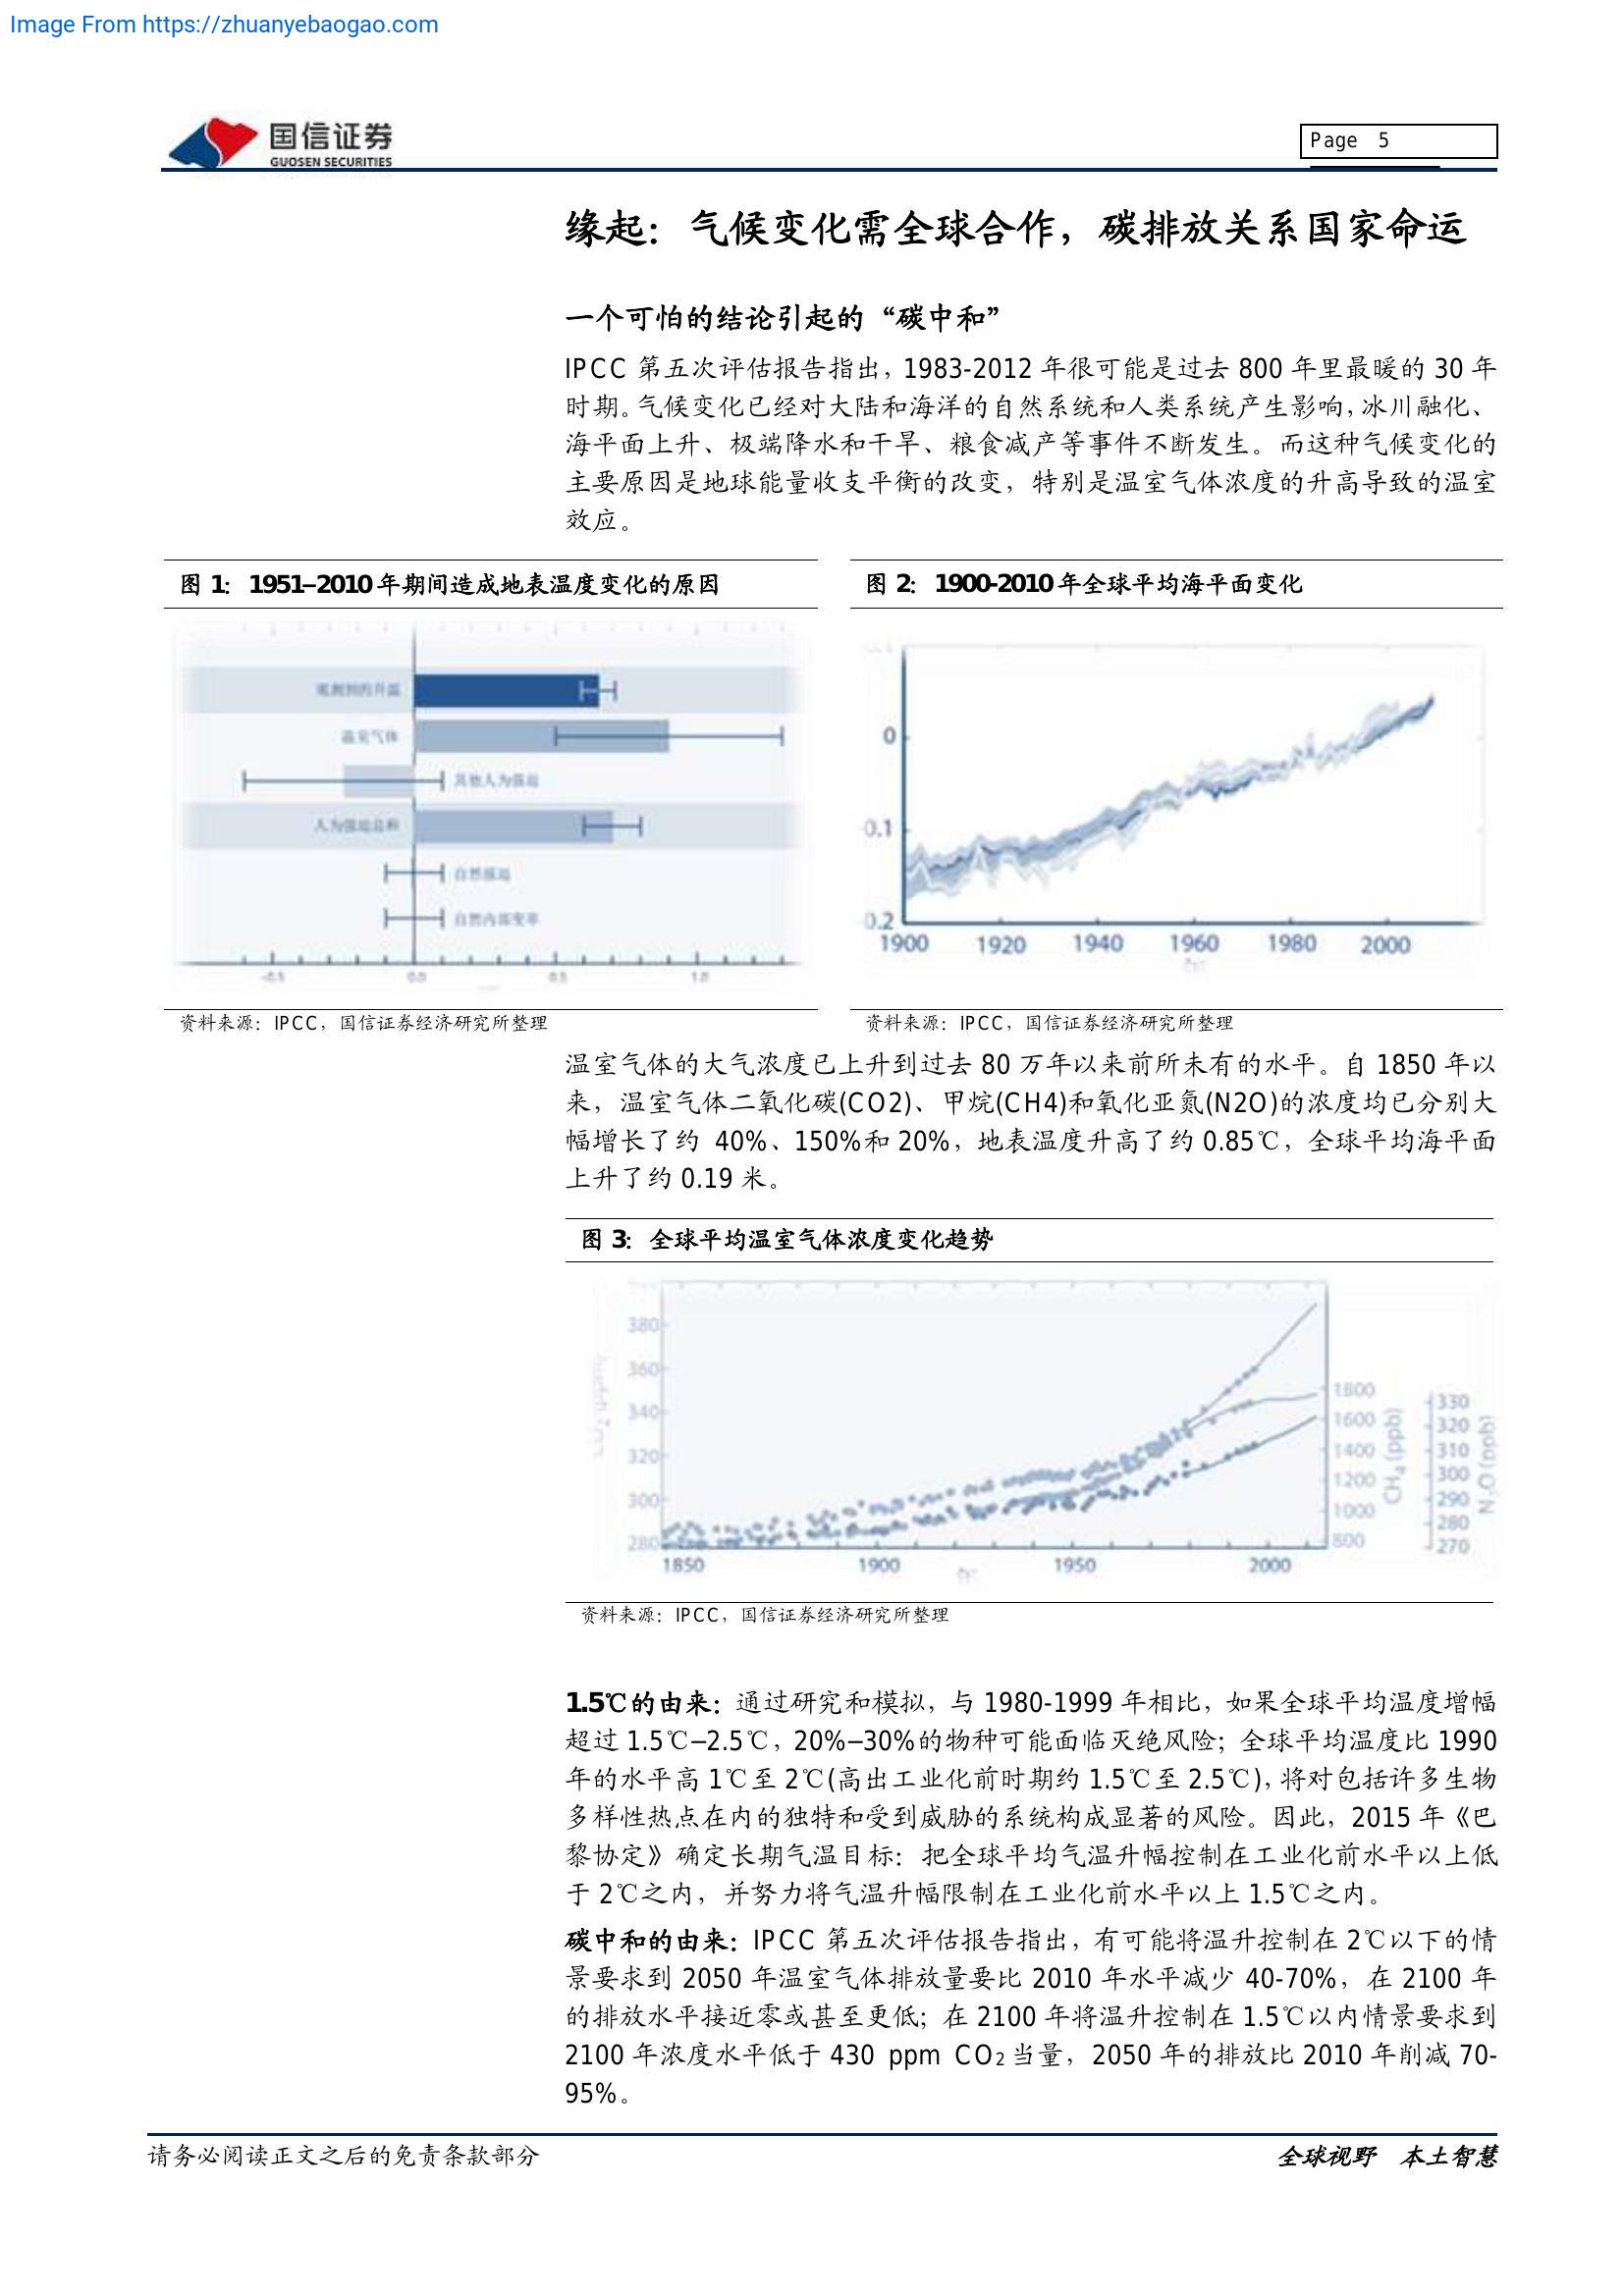 Image From https://zhuanyebaogao.com
国信证券
GUOSEN SECURITIES
Page 5
缘起：气候变化需全球合作，碳排放关系国家命运
一个可怕的结论引起的“碳中和”
IPCC 第五次评估报告指出，1983-2012 年很可能是过去 800 年里最暖的 30 年
时期。气候变化已经对大陆和海洋的自然系统和人类系统产生影响，冰川融化、
海平面上升、极端降水和干旱、粮食减产等事件不断发生。而这种气候变化的
主要原因是地球能量收支平衡的改变，特别是温室气体浓度的升高导致的温室
效应。
图 1：1951—2010 年期间造成地表温度变化的原因
观测到的升温
温室气体
其他人为强迫
人为强迫总和
自然强迫
自然内部变率
-0.5 0.0 0.5 1.0
资料来源：IPCC，国信证券经济研究所整理
图 2：1900-2010 年全球平均海平面变化
0
0.1
0.2
1900 1920 1940 1960 1980 2000
资料来源：IPCC，国信证券经济研究所整理
温室气体的大气浓度已上升到过去 80 万年以来前所未有的水平。自 1850 年以
来，温室气体二氧化碳(CO2)、甲烷(CH4)和氧化亚氮(N2O)的浓度均已分别大
幅增长了约 40%、150%和 20%，地表温度升高了约 0.85℃，全球平均海平面
上升了约 0.19 米。
图 3：全球平均温室气体浓度变化趋势
380
360
340
320
300
280
1850 1900 1950 2000
1800
1600
1400
1200
1000
800
CH4 (ppb)
330
320
310
300
290
280
270
N2O (ppb)
资料来源：IPCC，国信证券经济研究所整理
1.5℃的由来：通过研究和模拟，与 1980-1999 年相比，如果全球平均温度增幅
超过 1.5℃—2.5℃，20%—30%的物种可能面临灭绝风险；全球平均温度比 1990
年的水平高 1℃至 2℃(高出工业化前时期约 1.5℃至 2.5℃)，将对包括许多生物
多样性热点在内的独特和受到威胁的系统构成显著的风险。因此，2015 年《巴
黎协定》确定长期气温目标：把全球平均气温升幅控制在工业化前水平以上低
于 2℃之内，并努力将气温升幅限制在工业化前水平以上 1.5℃之内。
碳中和的由来：IPCC 第五次评估报告指出，有可能将温升控制在 2℃以下的情
景要求到 2050 年温室气体排放量要比 2010 年水平减少 40-70%，在 2100 年
的排放水平接近零或甚至更低；在 2100 年将温升控制在 1.5℃以内情景要求到
2100 年浓度水平低于 430 ppm CO₂当量，2050 年的排放比 2010 年削减 70-
95%。
请务必阅读正文之后的免责条款部分
全球视野 本土智慧